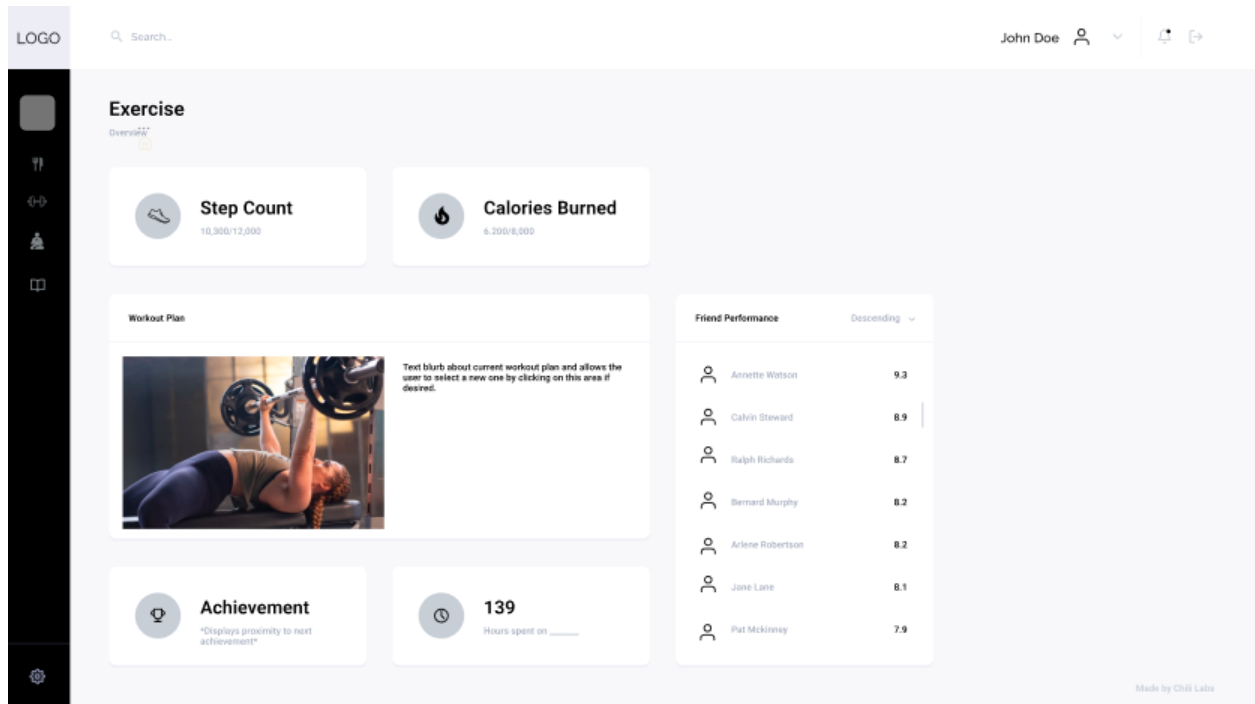 LOGO
Search..
John Doe
Exercise
Overview
Step Count
10,300/12,000
Calories Burned
6.200/8,000
Workout Plan
Text blurb about current workout plan and allows the
user to select a new one by clicking on this area if
desired.
Friend Performance
Descending
Annette Watson
9.3
Calvin Steward
8.9
Ralph Richards
8.7
Bernard Murphy
8.2
Arlene Robertson
8.2
Jane Lane
8.1
Pat Mckinney
7.9
Achievement
*Displays proximity to next
achievement*
139
Hours spent on ______
Made by Chili Labs